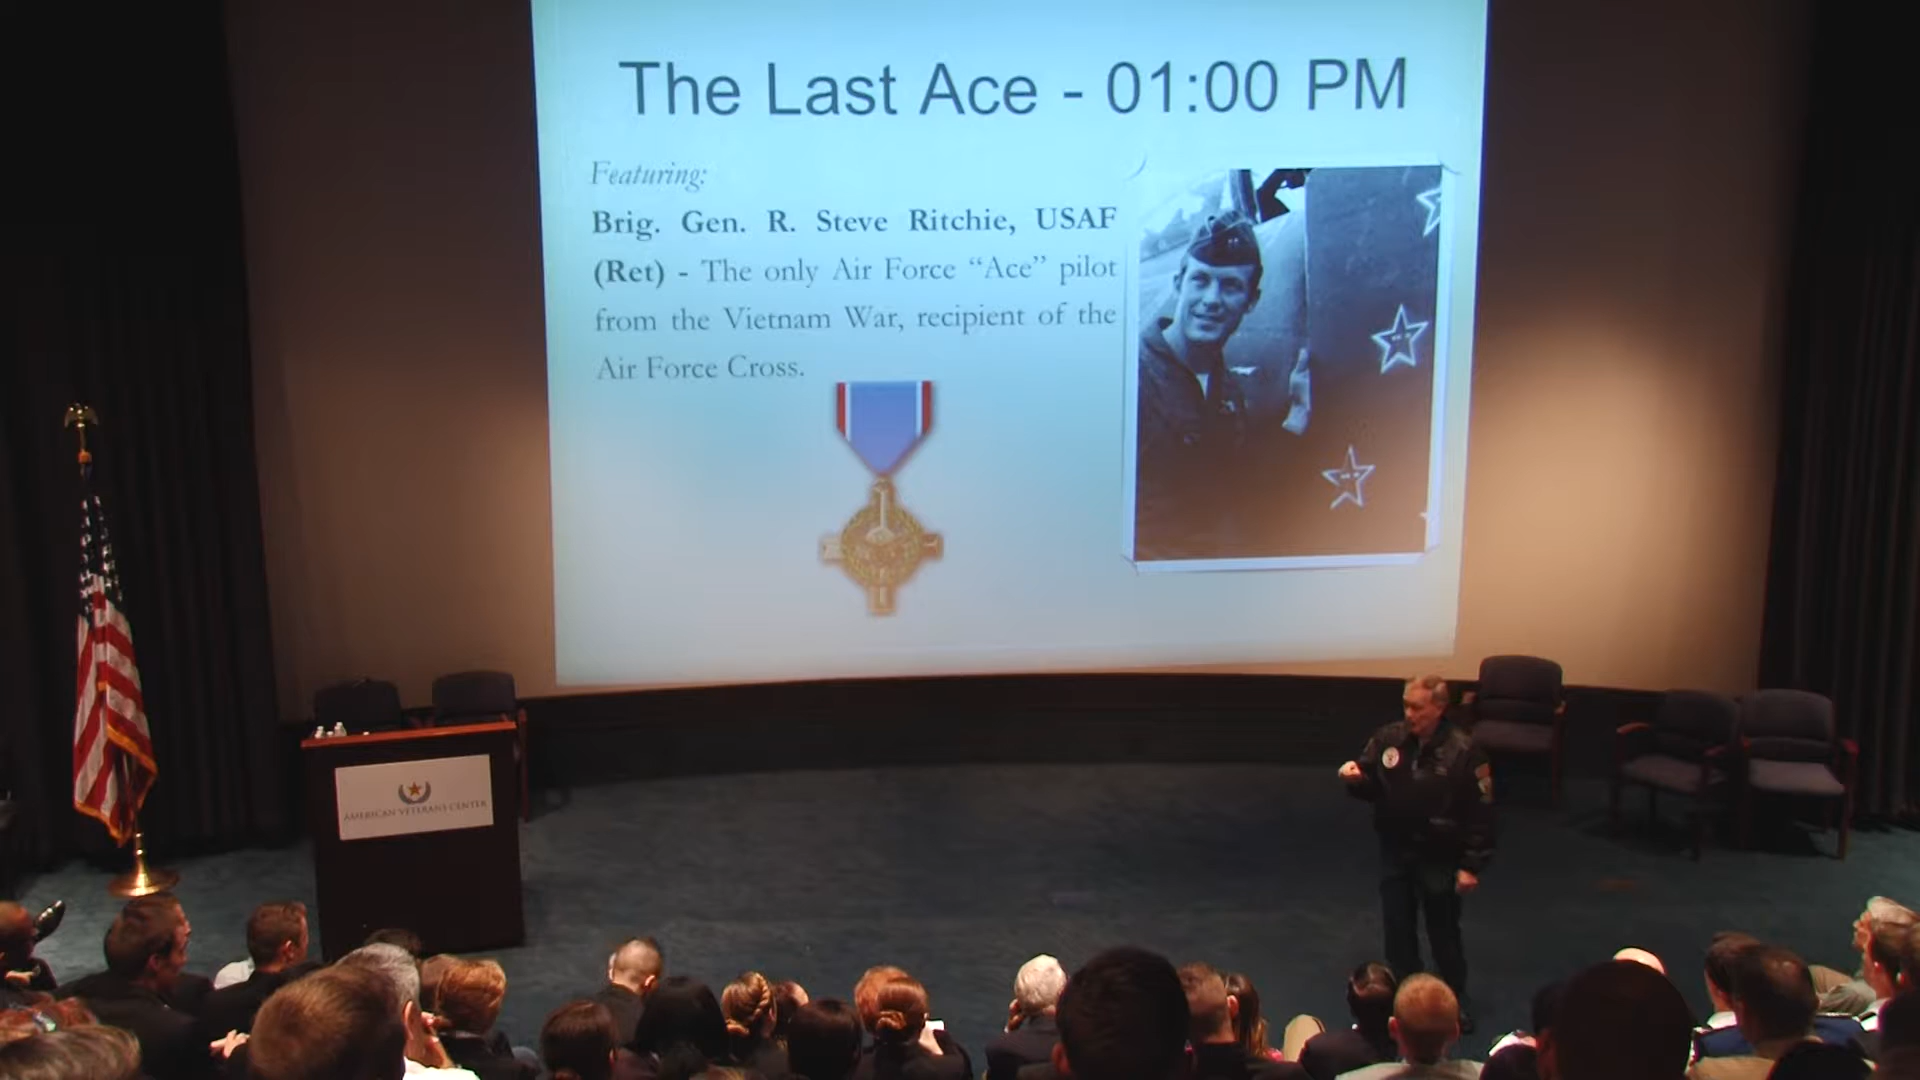 The Last Ace - 01:00 PM
Featuring:
Brig. Gen. R. Steve Ritchie, USAF
(Ret) - The only Air Force “Ace” pilot
from the Vietnam War, recipient of the
Air Force Cross.
AMERICAN VETERANS CENTER